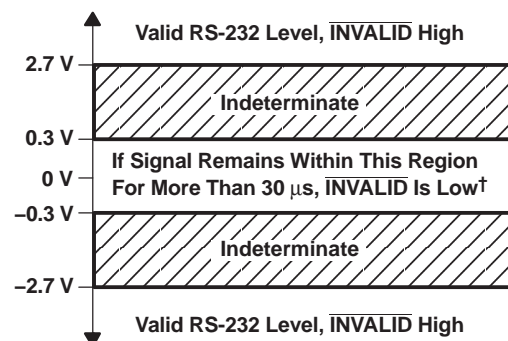 Valid RS-232 Level, INVALID High
2.7 V
Indeterminate
0.3 V
If Signal Remains Within This Region
0 V
For More Than 30 μs, INVALID Is Low†
−0.3 V
Indeterminate
−2.7 V
Valid RS-232 Level, INVALID High